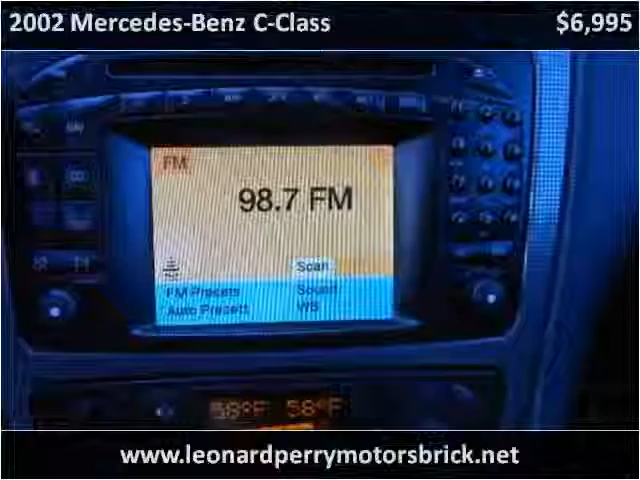 2002 Mercedes-Benz C-Class $6,995
FM
98.7 FM
Scan
FM Presets Sound
Auto Presets WB
58°F 58°F
www.leonardperrymotorsbrick.net